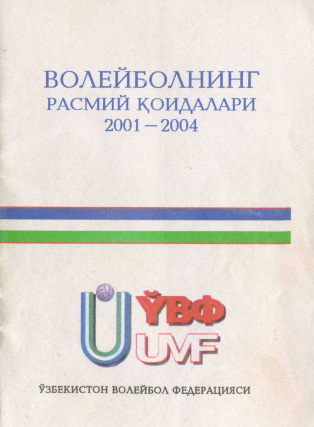 ВОЛЕЙБОЛНИНГ
РАСМИЙ ҚОИДАЛАРИ
2001 – 2004
ЎВФ
UVF
ЎЗБЕКИСТОН ВОЛЕЙБОЛ ФЕДЕРАЦИЯСИ